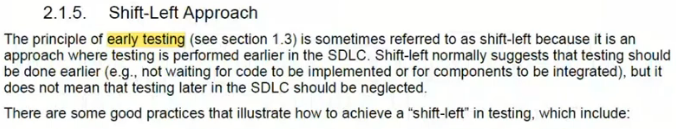 2.1.5. Shift-Left Approach
The principle of early testing (see section 1.3) is sometimes referred to as shift-left because it is an
approach where testing is performed earlier in the SDLC. Shift-left normally suggests that testing should
be done earlier (e.g., not waiting for code to be implemented or for components to be integrated), but it
does not mean that testing later in the SDLC should be neglected.
There are some good practices that illustrate how to achieve a “shift-left” in testing, which include: